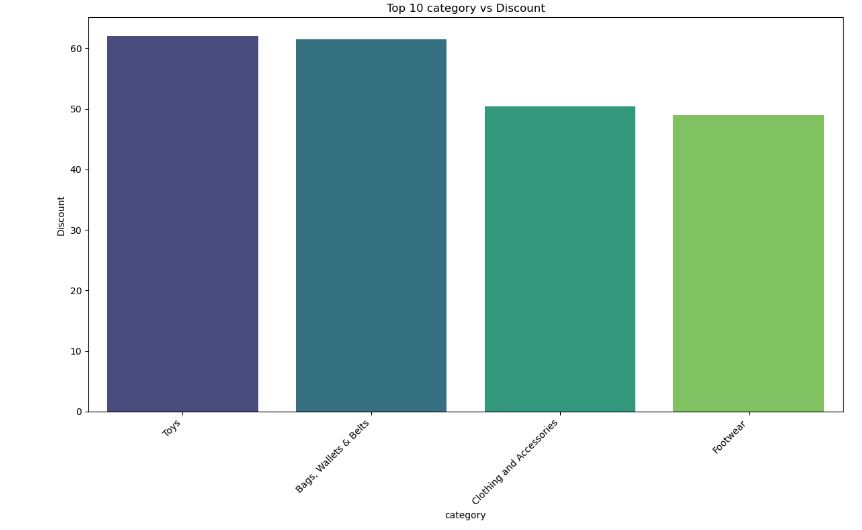 Top 10 category vs Discount
Discount
60
50
40
30
20
10
0
Toys
Bags, Wallets & Belts
Clothing and Accessories
Footwear
category